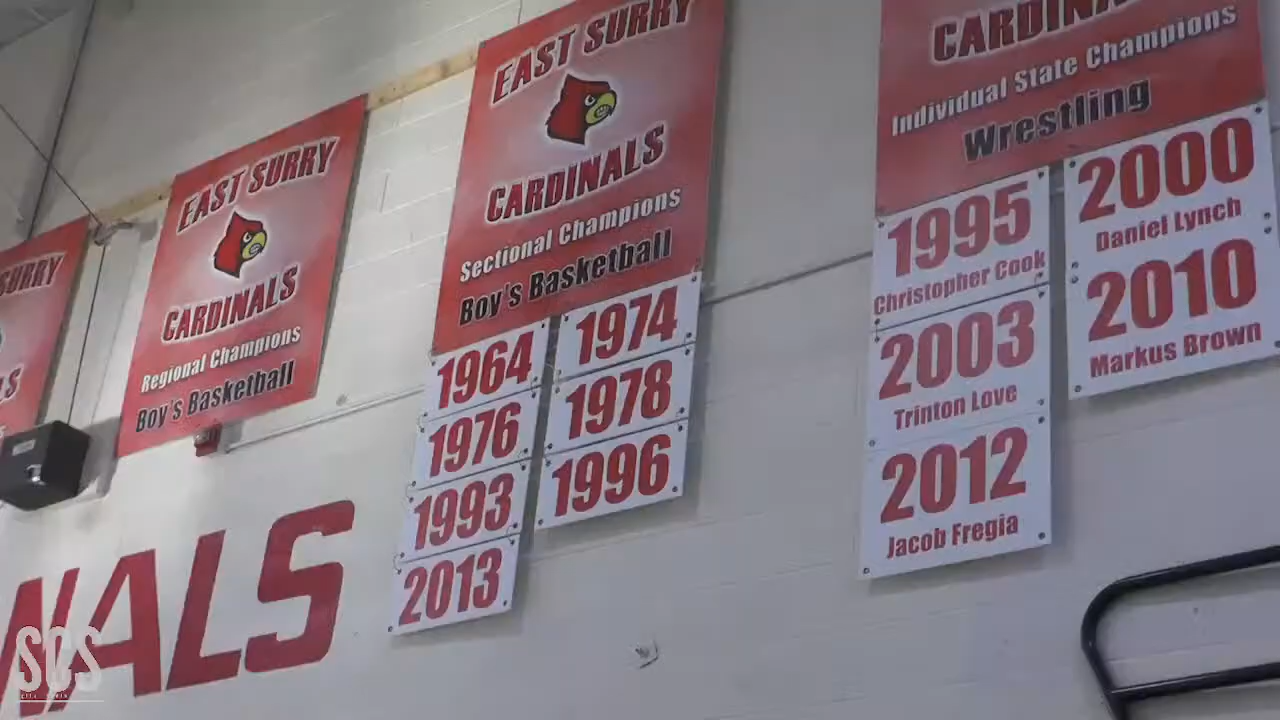 SURRY
EAST SURRY
CARDINALS
Regional Champions
Boy's Basketball
EAST SURRY
CARDINALS
Sectional Champions
Boy's Basketball
1964
1974
1976
1978
1993
1996
2013
CARDINA
Individual State Champions
Wrestling
1995
Christopher Cook
2000
Daniel Lynch
2003
Trinton Love
2010
Markus Brown
2012
Jacob Fregia
NALS
SCS